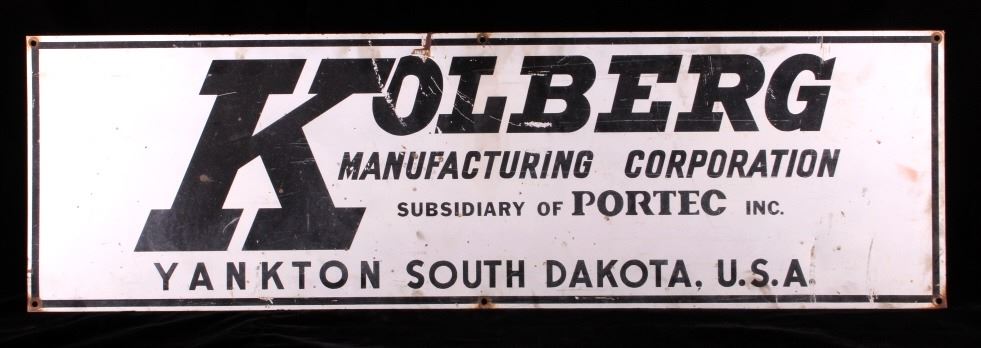 KOLBERG
MANUFACTURING CORPORATION
SUBSIDIARY OF PORTEC INC.
YANKTON SOUTH DAKOTA, U.S.A.